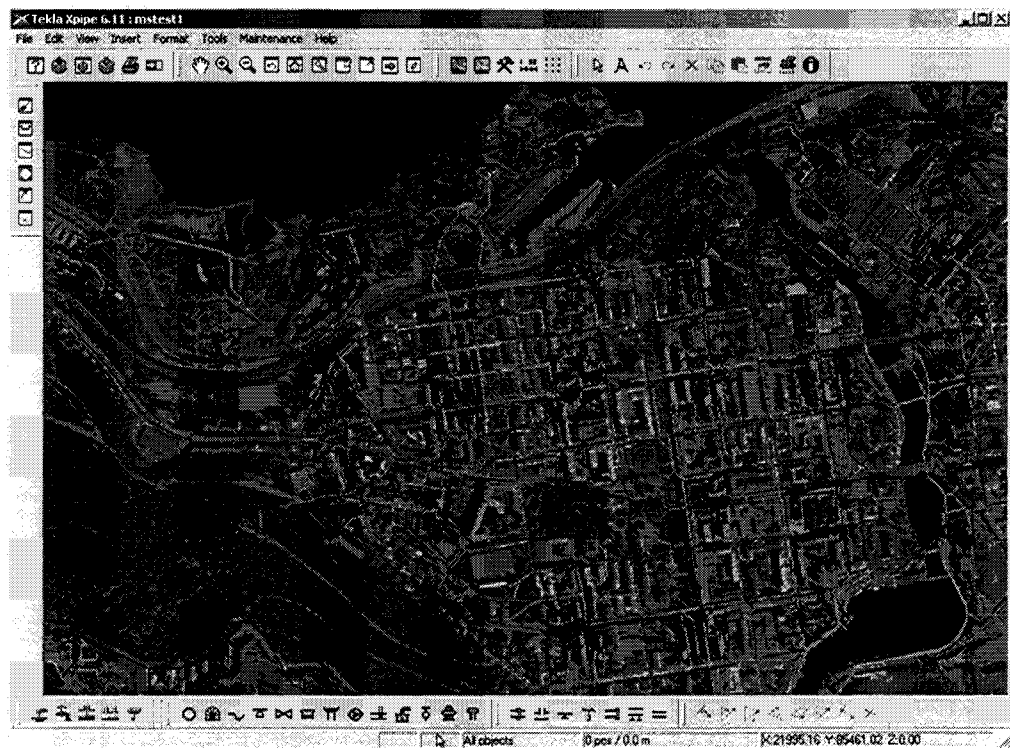 Tekla Xpipe 6.11 : mstest1
File Edit View Insert Format Tools Maintenance Help
All objects 0 pcs / 0.0 m X:21995.16 Y:85461.02 Z:0.00